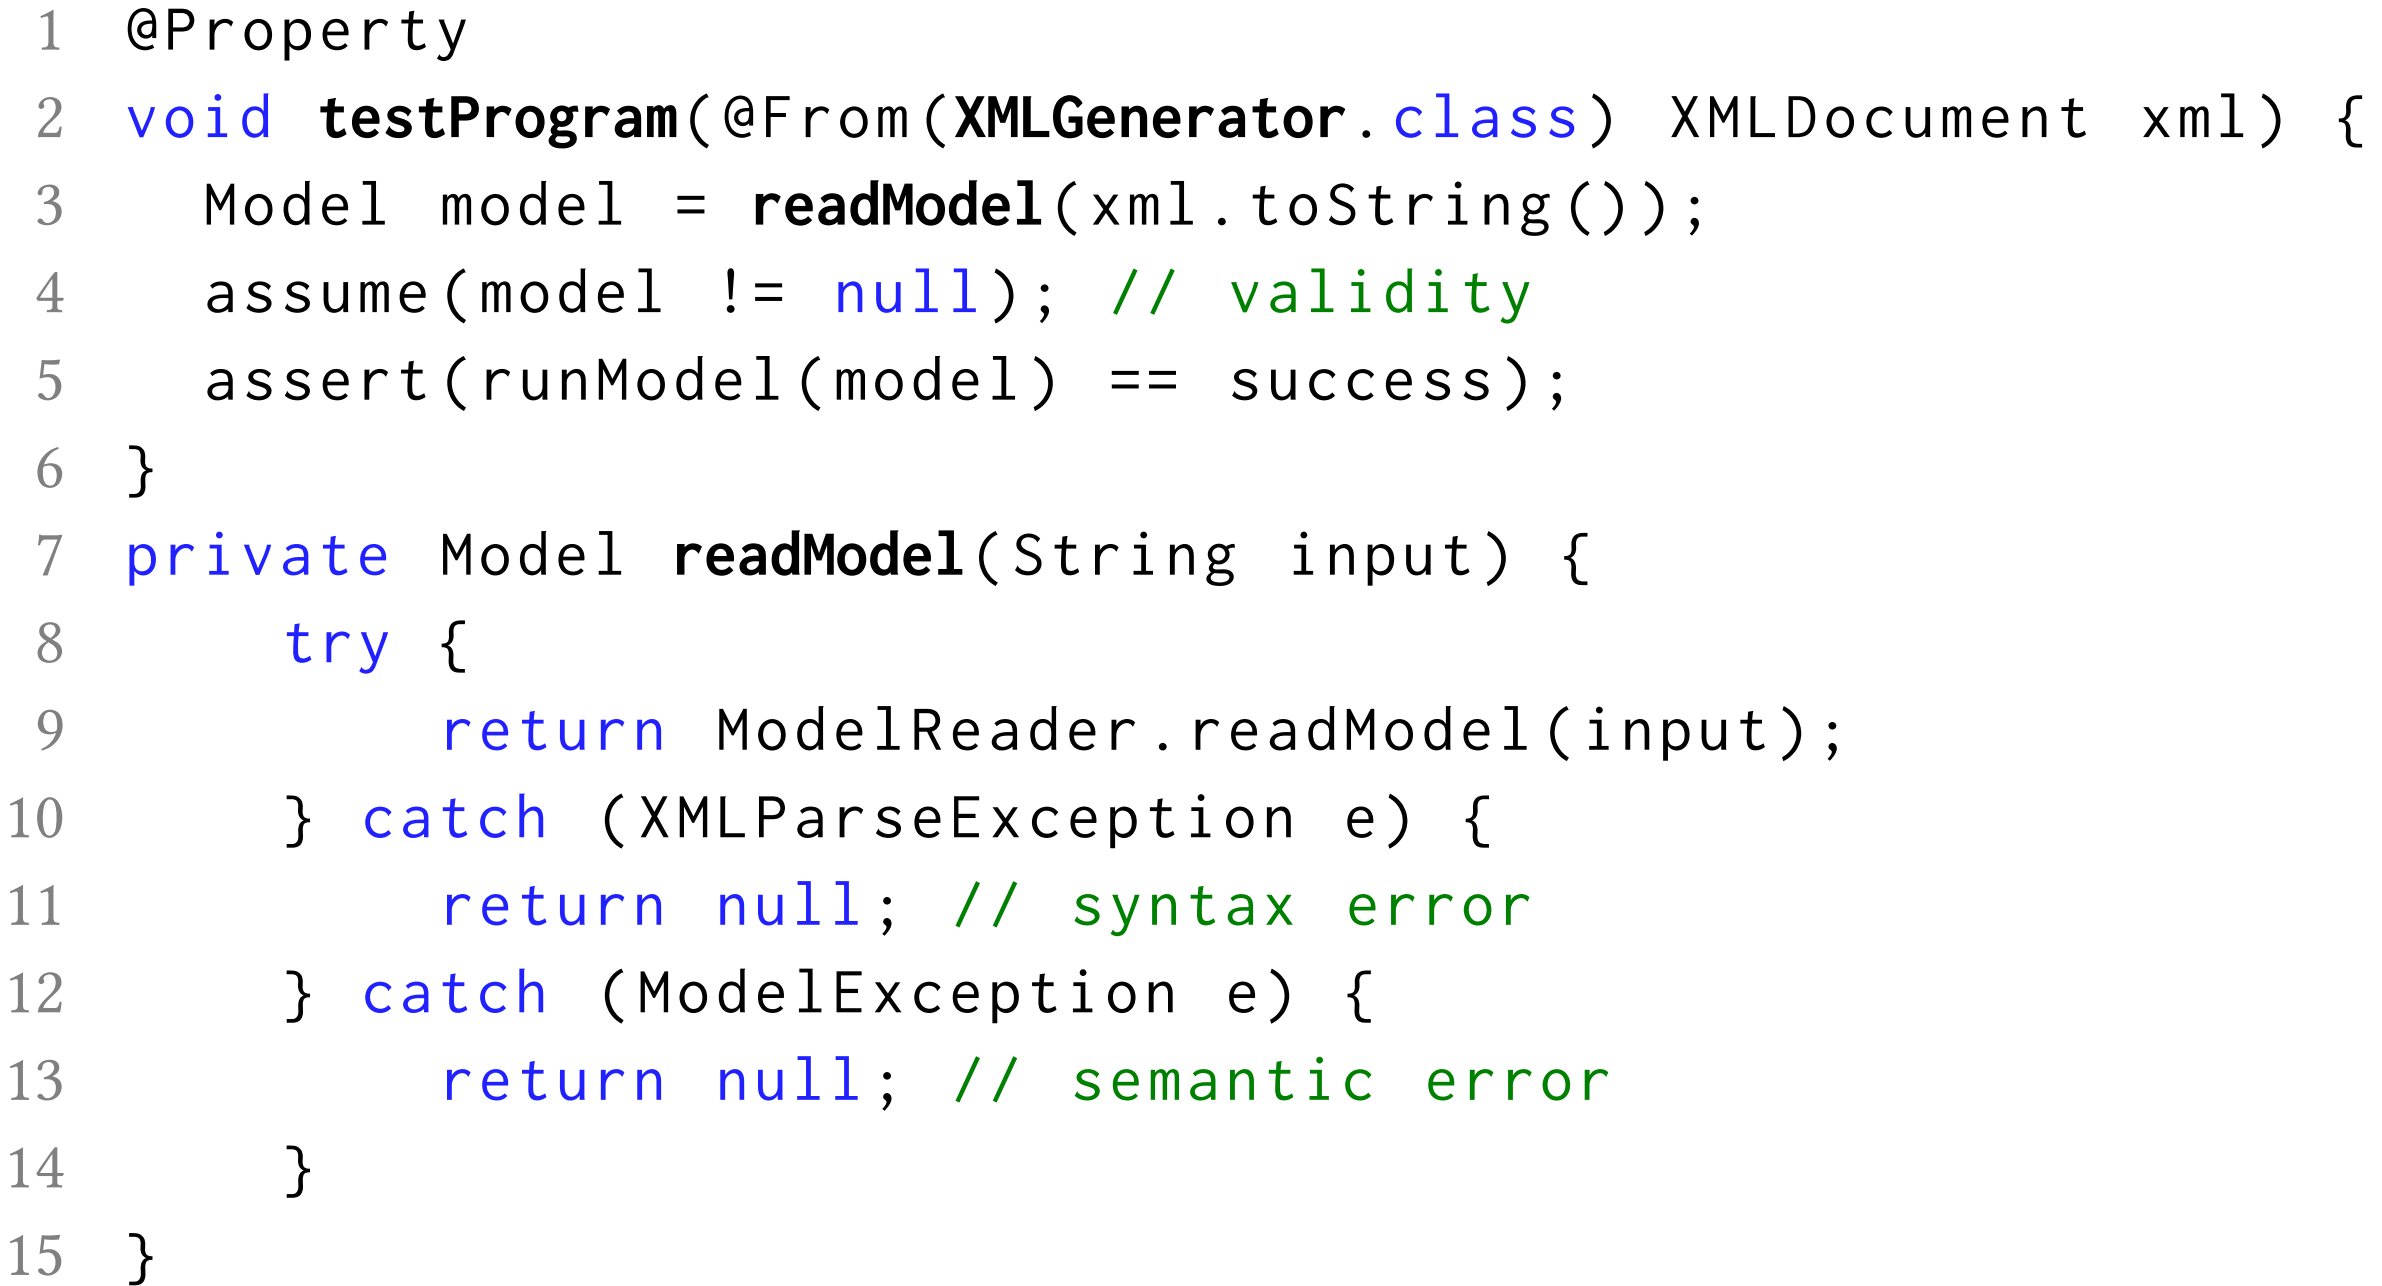 1 @Property
2 void testProgram(@From(XMLGenerator.class) XMLDocument xml) {
3   Model model = readModel(xml.toString());
4   assume(model != null); // validity
5   assert(runModel(model) == success);
6 }
7 private Model readModel(String input) {
8     try {
9         return ModelReader.readModel(input);
10     } catch (XMLParseException e) {
11         return null; // syntax error
12     } catch (ModelException e) {
13         return null; // semantic error
14     }
15 }